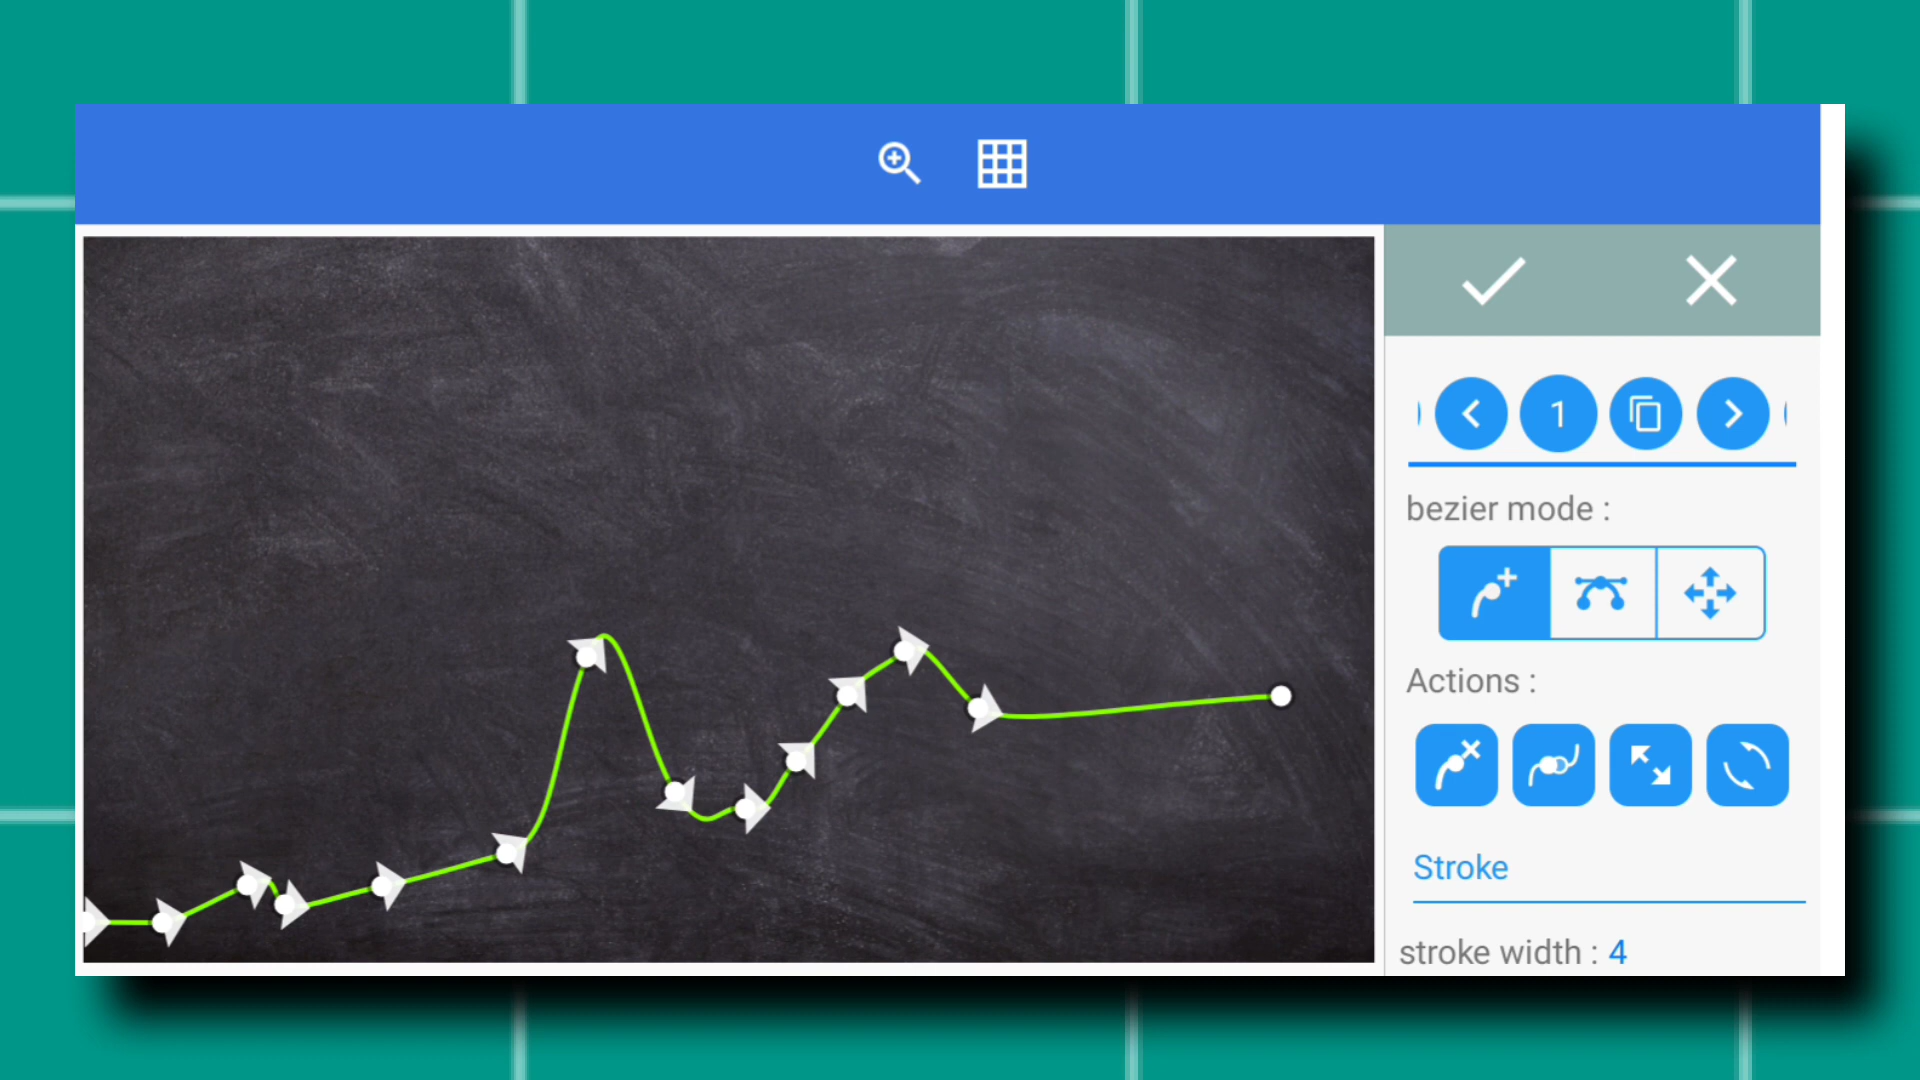 1
bezier mode :
Actions :
Stroke
stroke width : 4